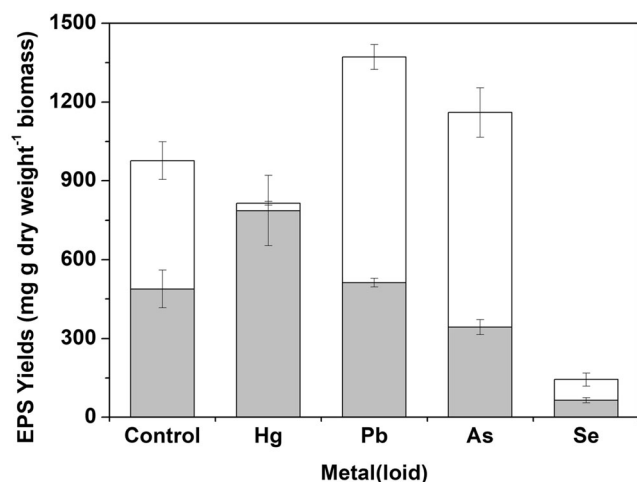 EPS Yields (mg g dry weight⁻¹ biomass)
1500
1200
900
600
300
0
Control Hg Pb As Se
Metal(loid)